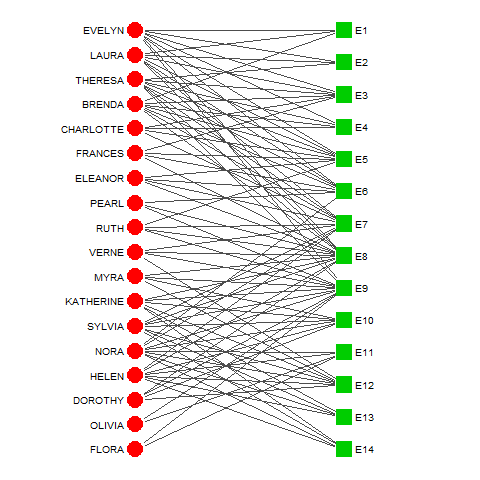 EVELYN E1
LAURA E2
THERESA E3
BRENDA E4
CHARLOTTE E5
FRANCES E6
ELEANOR E7
PEARL E8
RUTH E9
VERNE E10
MYRA E11
KATHERINE E12
SYLVIA E13
NORA E14
HELEN
DOROTHY
OLIVIA
FLORA